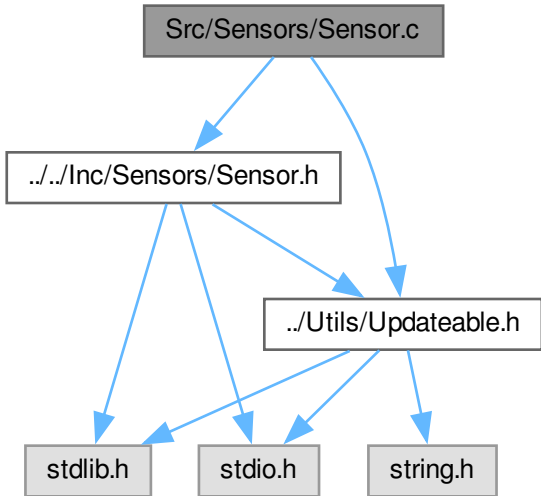 Src/Sensors/Sensor.c
../../Inc/Sensors/Sensor.h
../Utils/Updateable.h
stdlib.h
stdio.h
string.h